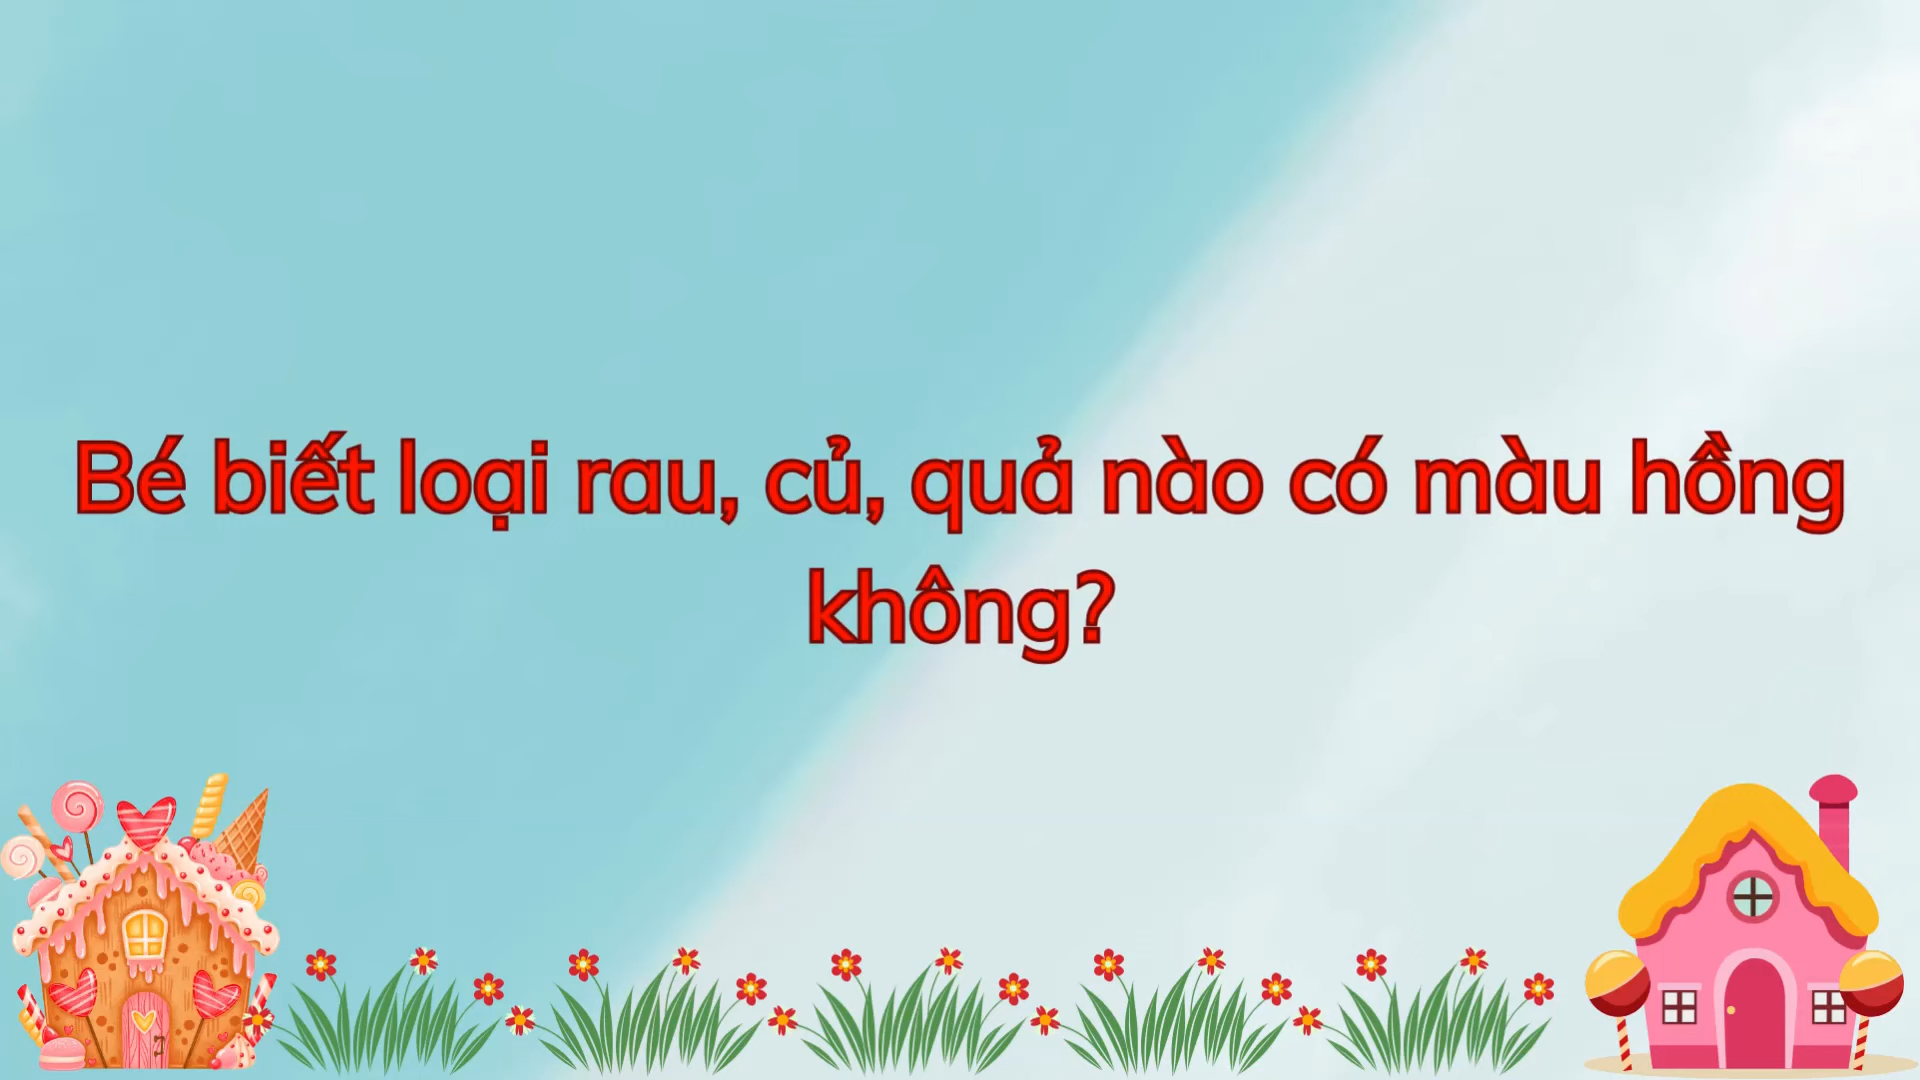 Bé biết loại rau, củ, quả nào có màu hồng
không?